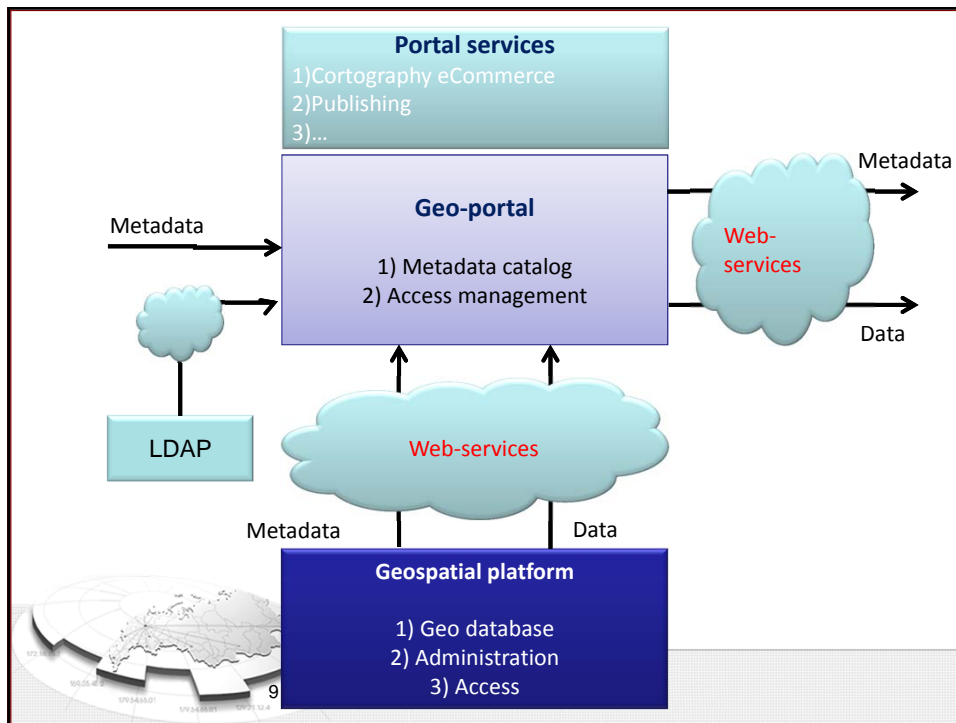 Portal services
1)Cortography eCommerce
2)Publishing
3)...
Metadata
Geo-portal
Metadata
Web-
services
1) Metadata catalog
2) Access management
Data
LDAP
Web-services
Metadata
Data
Geospatial platform
1) Geo database
2) Administration
3) Access
9